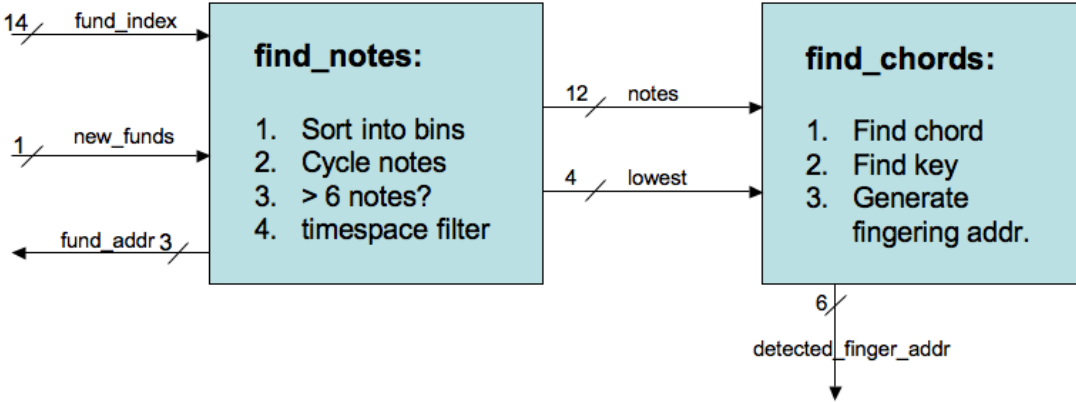 14 fund_index
find_notes:
1. Sort into bins
2. Cycle notes
3. > 6 notes?
4. timespace filter
1 new_funds
fund_addr 3
12 notes
4 lowest
find_chords:
1. Find chord
2. Find key
3. Generate
fingering addr.
6
detected_finger_addr